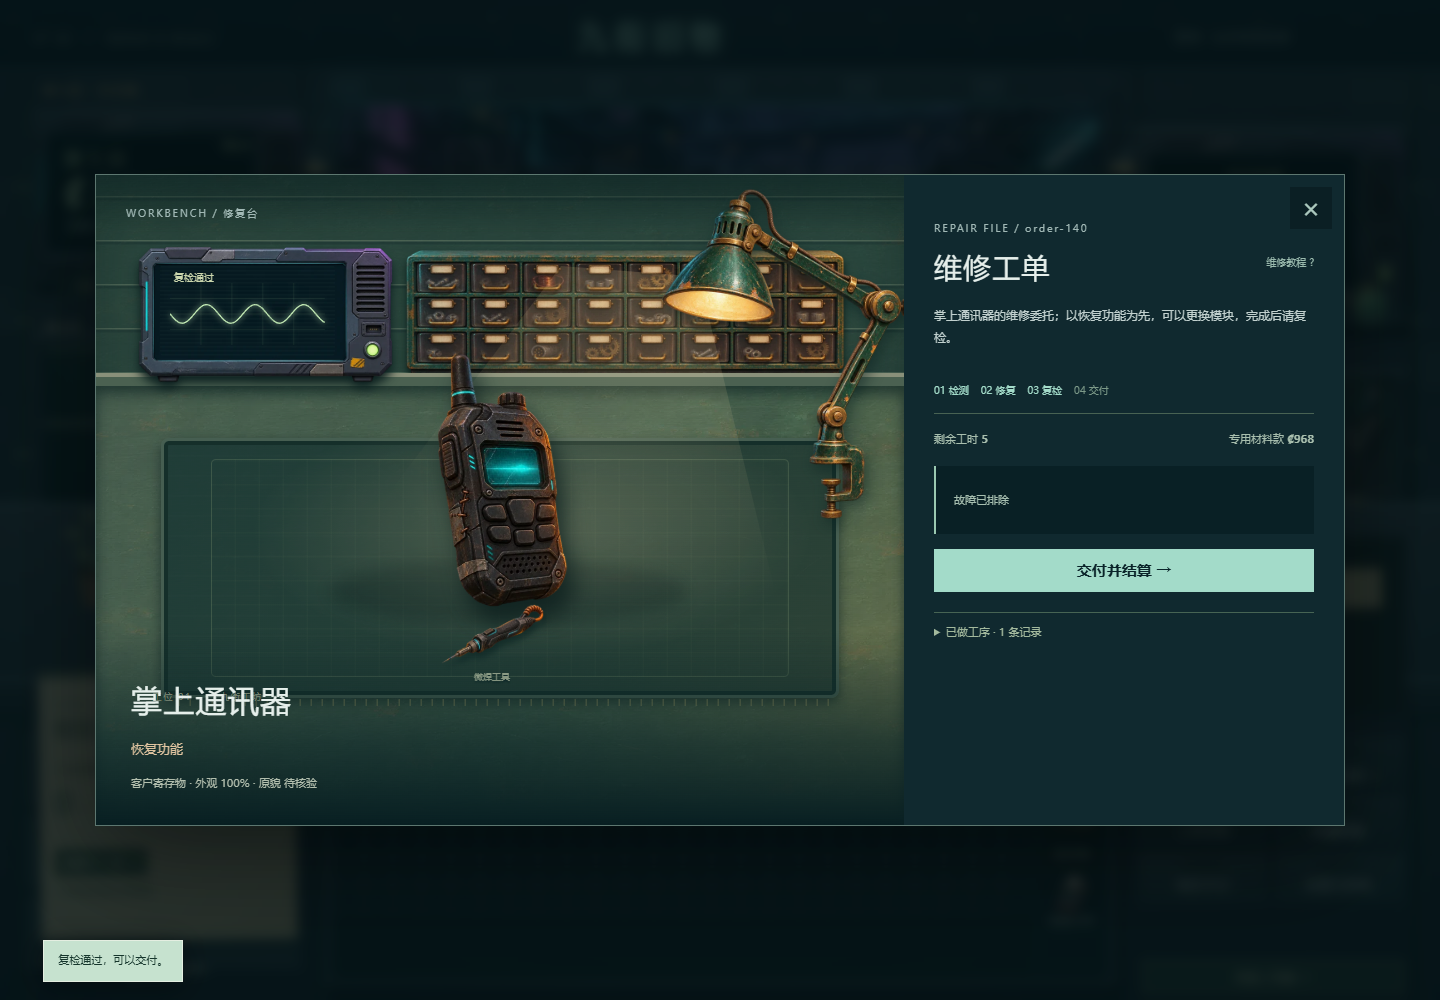 WORKBENCH / 修复台
复检通过
微焊工具
掌上通讯器
恢复功能
客户寄存物 · 外观 100% · 原貌 待核验
REPAIR FILE / order-140
维修工单
维修教程 ?
掌上通讯器的维修委托；以恢复功能为先，可以更换模块，完成后请复
检。
01 检测 02 修复 03 复检 04 交付
剩余工时 5
专用材料款 ₡968
故障已排除
交付并结算 →
▶ 已做工序 · 1 条记录
复检通过，可以交付。